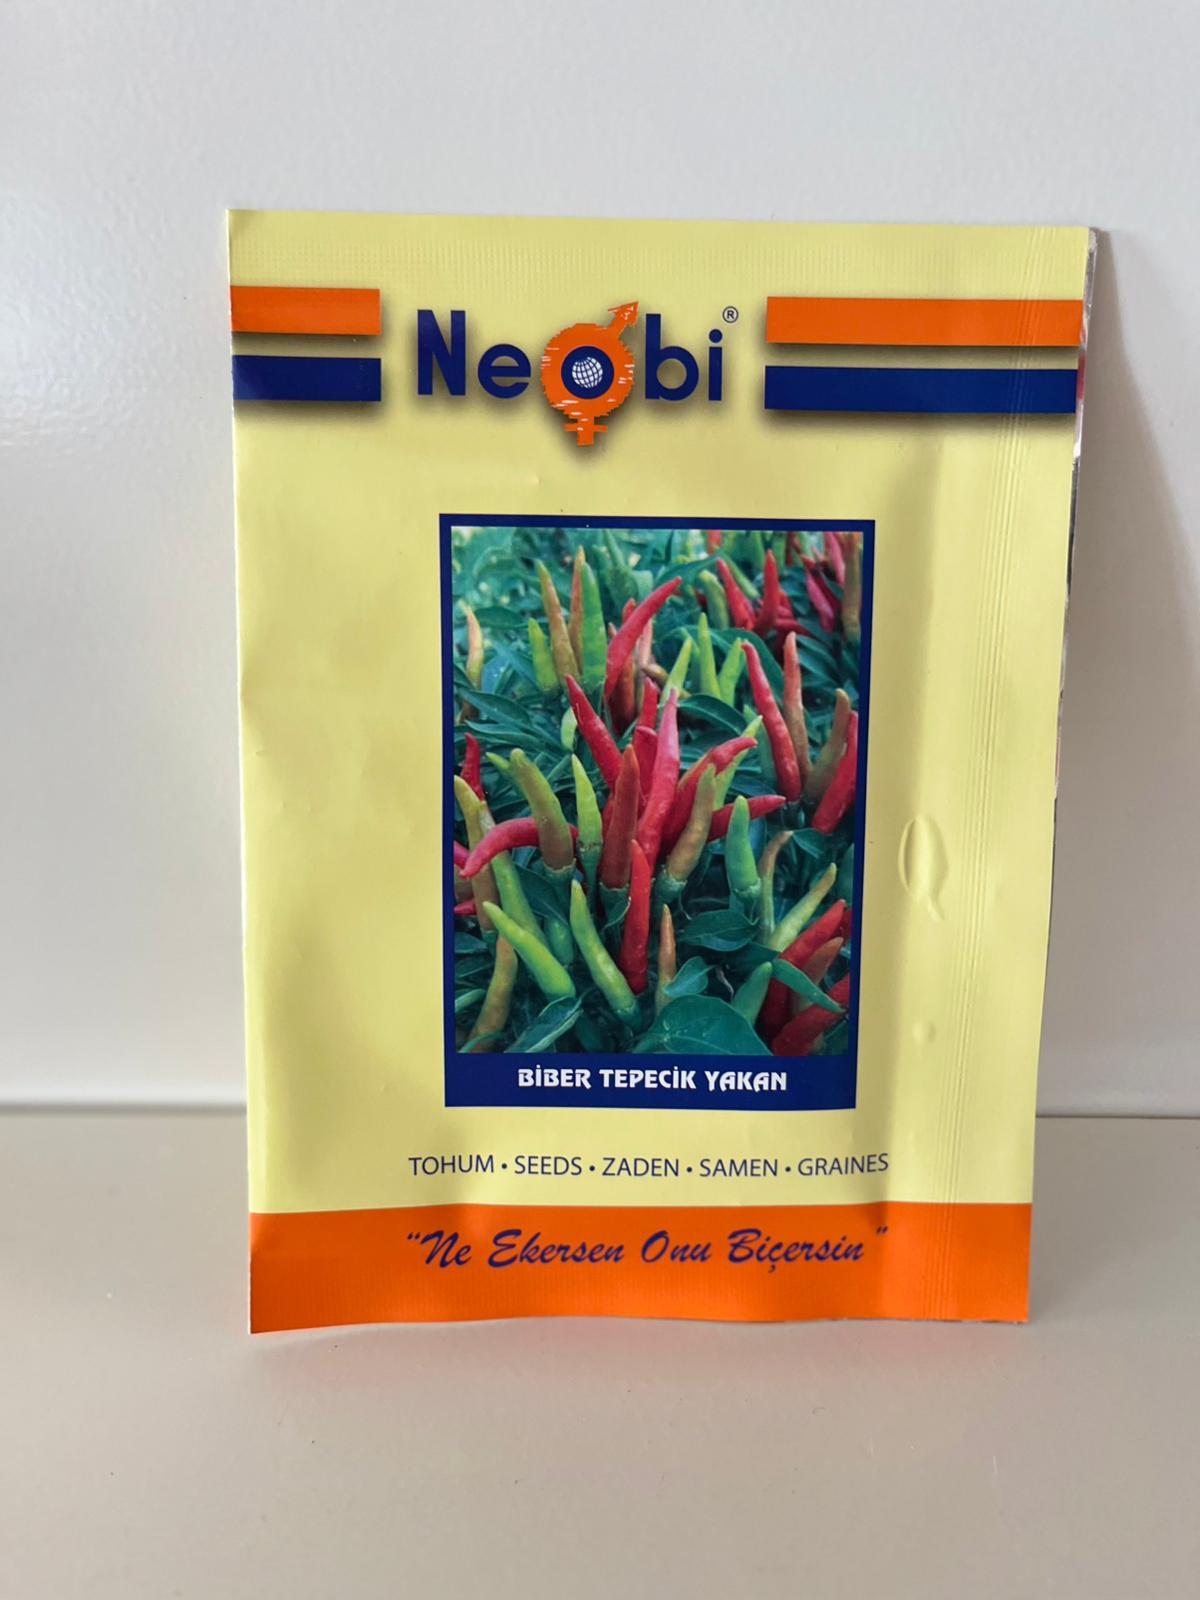 Neobi®
BİBER TEPECİK YAKAN
TOHUM • SEEDS • ZADEN • SAMEN • GRAINES
"Ne Ekersen Onu Biçersin"